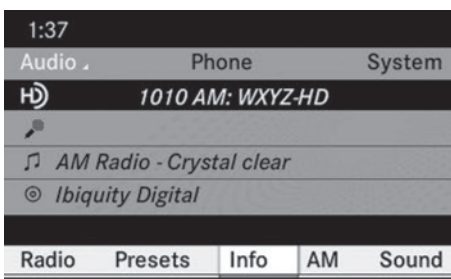 1:37
Audio Phone System
HD 1010 AM: WXYZ-HD
AM Radio - Crystal clear
Ibiquity Digital
Radio Presets Info AM Sound